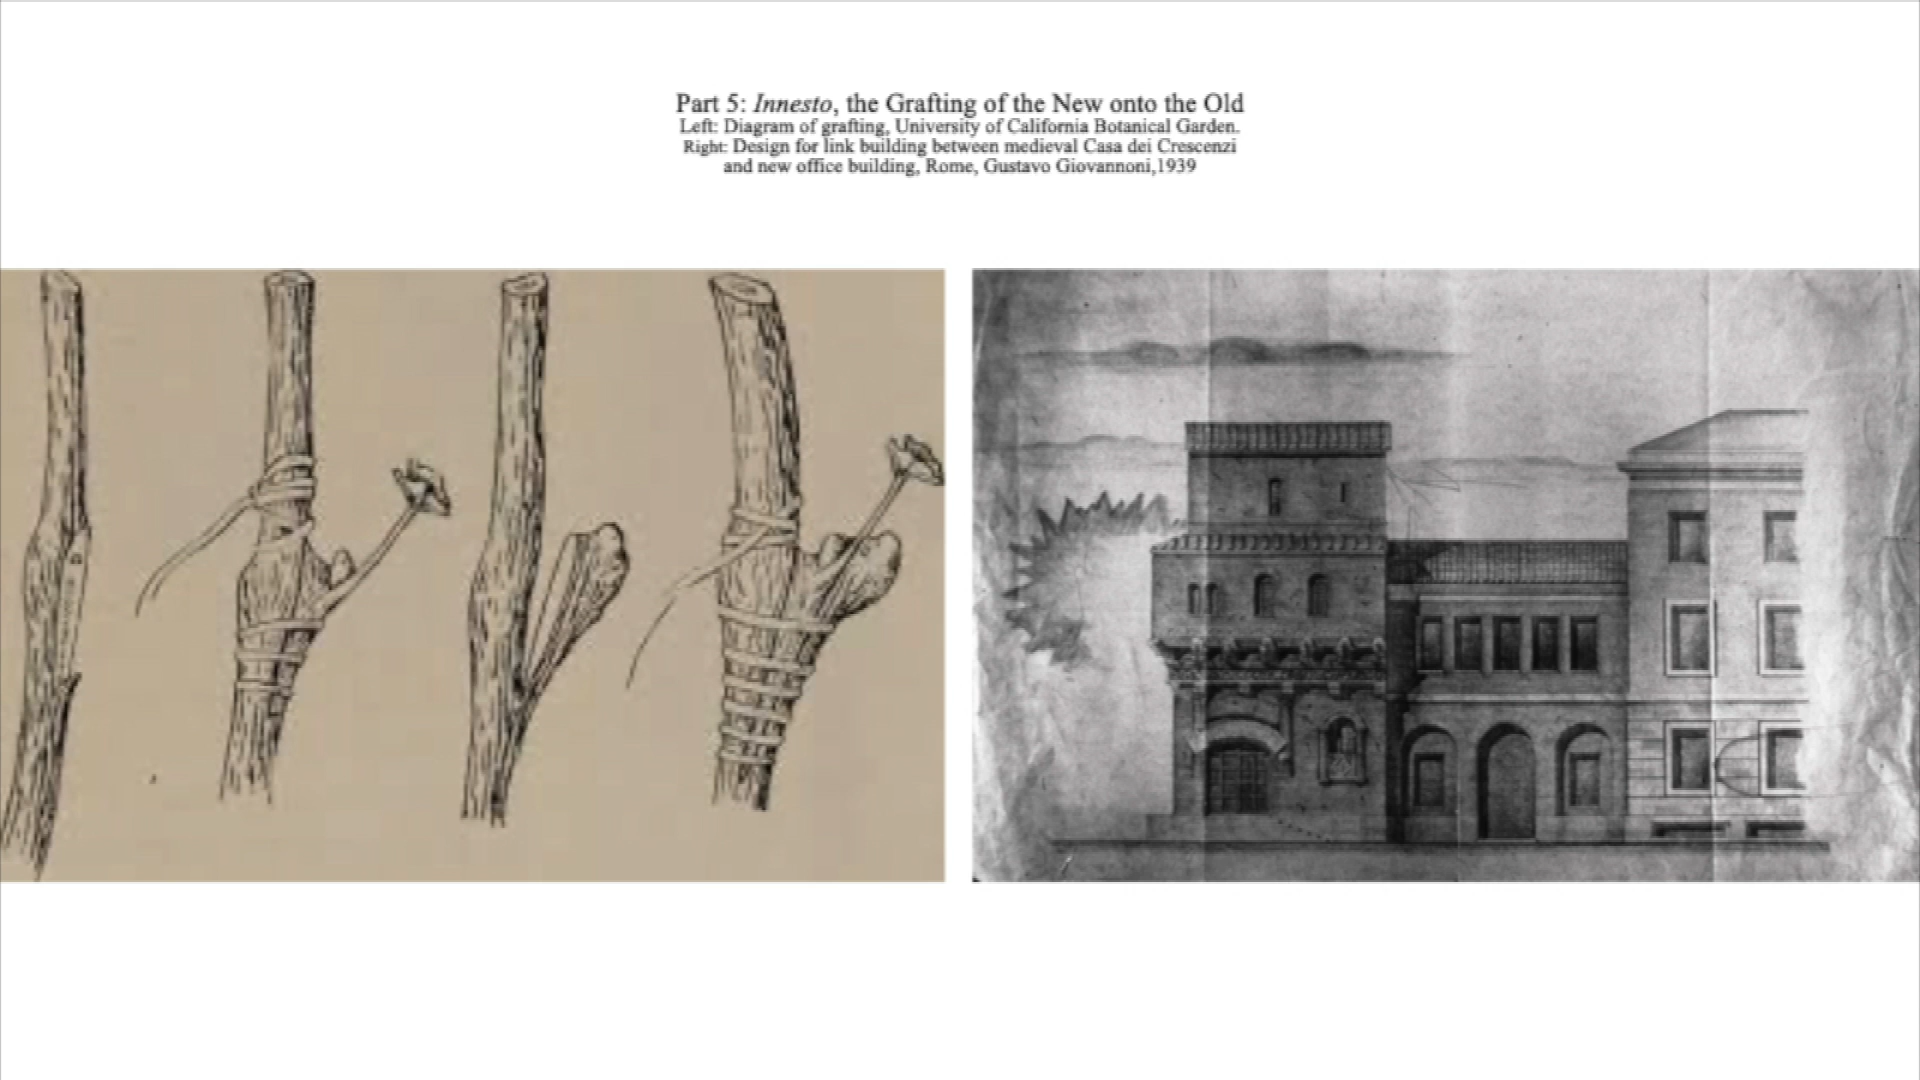 Part 5: Innesto, the Grafting of the New onto the Old
Left: Diagram of grafting, University of California Botanical Garden.
Right: Design for link building between medieval Casa dei Crescenzi
and new office building, Rome, Gustavo Giovannoni,1939